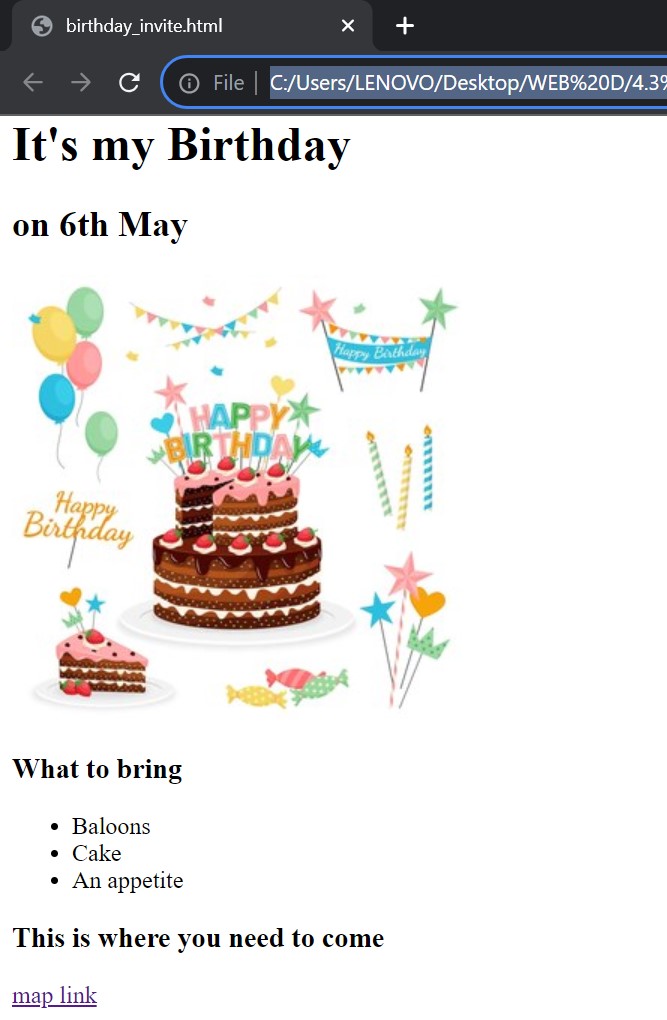 birthday_invite.html
File | C:/Users/LENOVO/Desktop/WEB%20D/4.3%
It's my Birthday
on 6th May
Happy Birthday
HAPPY
BIRTHDAY
Happy
Birthday
What to bring
Baloons
Cake
An appetite
This is where you need to come
map link